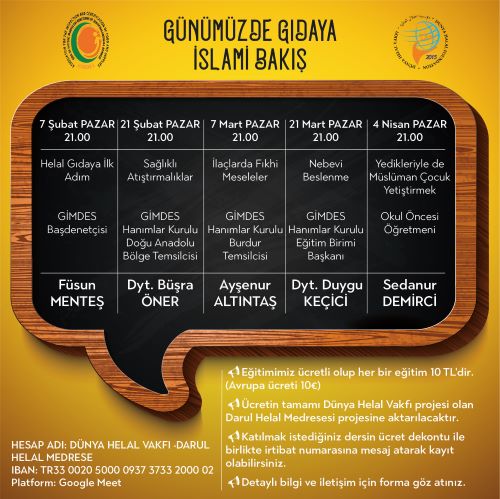 GÜNÜMÜZDE GIDAYA
İSLAMİ BAKIŞ
2015
7 Şubat PAZAR
21.00
Helal Gıdaya İlk
Adım
GİMDES
Başdenetçisi
Füsun
MENTEŞ
21 Şubat PAZAR
21.00
Sağlıklı
Atıştırmalıklar
GİMDES
Hanımlar Kurulu
Doğu Anadolu
Bölge Temsilcisi
Dyt. Büşra
ÖNER
7 Mart PAZAR
21.00
İlaçlarda Fıkhi
Meseleler
GİMDES
Hanımlar Kurulu
Burdur
Temsilcisi
Ayşenur
ALTINTAŞ
21 Mart PAZAR
21.00
Nebevi
Beslenme
GİMDES
Hanımlar Kurulu
Eğitim Birimi
Başkanı
Dyt. Duygu
KEÇİCİ
4 Nisan PAZAR
21.00
Yedikleriyle de
Müslüman Çocuk
Yetiştirmek
Okul Öncesi
Öğretmeni
Sedanur
DEMİRCİ
Eğitimimiz ücretli olup her bir eğitim 10 TL'dir.
(Avrupa ücreti 10€)
Ücretin tamamı Dünya Helal Vakfı projesi olan
Darul Helal Medresesi projesine aktarılacaktır.
Katılmak istediğiniz dersin ücret dekontu ile
birlikte irtibat numarasına mesaj atarak kayıt
olabilirsiniz.
Detaylı bilgi ve iletişim için forma göz atınız.
HESAP ADI: DÜNYA HELAL VAKFI -DARUL
HELAL MEDRESE
IBAN: TR33 0020 5000 0937 3733 2000 02
Platform: Google Meet